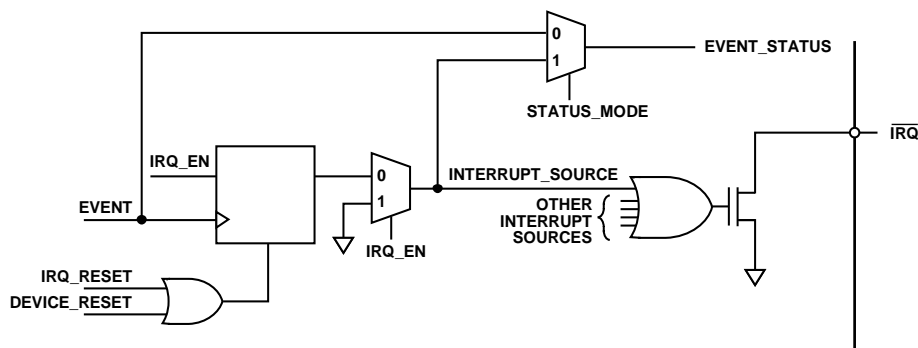 0
1
EVENT_STATUS
STATUS_MODE
IRQ
IRQ_EN
0
1
INTERRUPT_SOURCE
OTHER
INTERRUPT
SOURCES
EVENT
IRQ_EN
IRQ_RESET
DEVICE_RESET